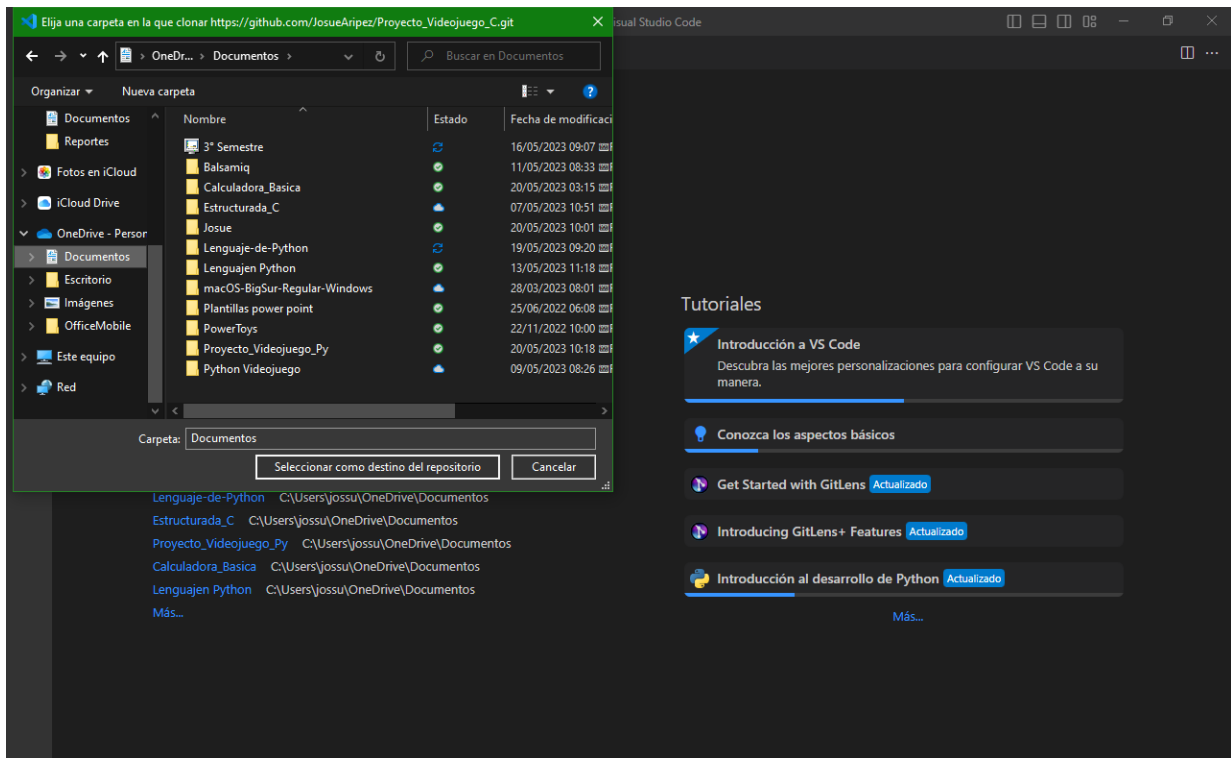 Elija una carpeta en la que clonar https://github.com/JosueAripez/Proyecto_Videojuego_C.git
isual Studio Code
OneDr... > Documentos >
Buscar en Documentos
Organizar
Nueva carpeta
Documentos
Reportes
Fotos en iCloud
iCloud Drive
OneDrive - Person
Documentos
Escritorio
Imágenes
OfficeMobile
Este equipo
Red
Nombre Estado Fecha de modificaci
3° Semestre 16/05/2023 09:07
Balsamiq 11/05/2023 08:33
Calculadora_Basica 20/05/2023 03:15
Estructurada_C 07/05/2023 10:51
Josue 20/05/2023 10:01
Lenguaje-de-Python 19/05/2023 09:20
Lenguajen Python 13/05/2023 11:18
macOS-BigSur-Regular-Windows 28/03/2023 08:01
Plantillas power point 25/06/2022 06:08
PowerToys 22/11/2022 10:00
Proyecto_Videojuego_Py 20/05/2023 10:18
Python Videojuego 09/05/2023 08:26
Carpeta: Documentos
Seleccionar como destino del repositorio
Cancelar
Lenguaje-de-Python C:\Users\jossu\OneDrive\Documentos
Estructurada_C C:\Users\jossu\OneDrive\Documentos
Proyecto_Videojuego_Py C:\Users\jossu\OneDrive\Documentos
Calculadora_Basica C:\Users\jossu\OneDrive\Documentos
Lenguajen Python C:\Users\jossu\OneDrive\Documentos
Más...
Tutoriales
Introducción a VS Code
Descubra las mejores personalizaciones para configurar VS Code a su
manera.
Conozca los aspectos básicos
Get Started with GitLens Actualizado
Introducing GitLens+ Features Actualizado
Introducción al desarrollo de Python Actualizado
Más...